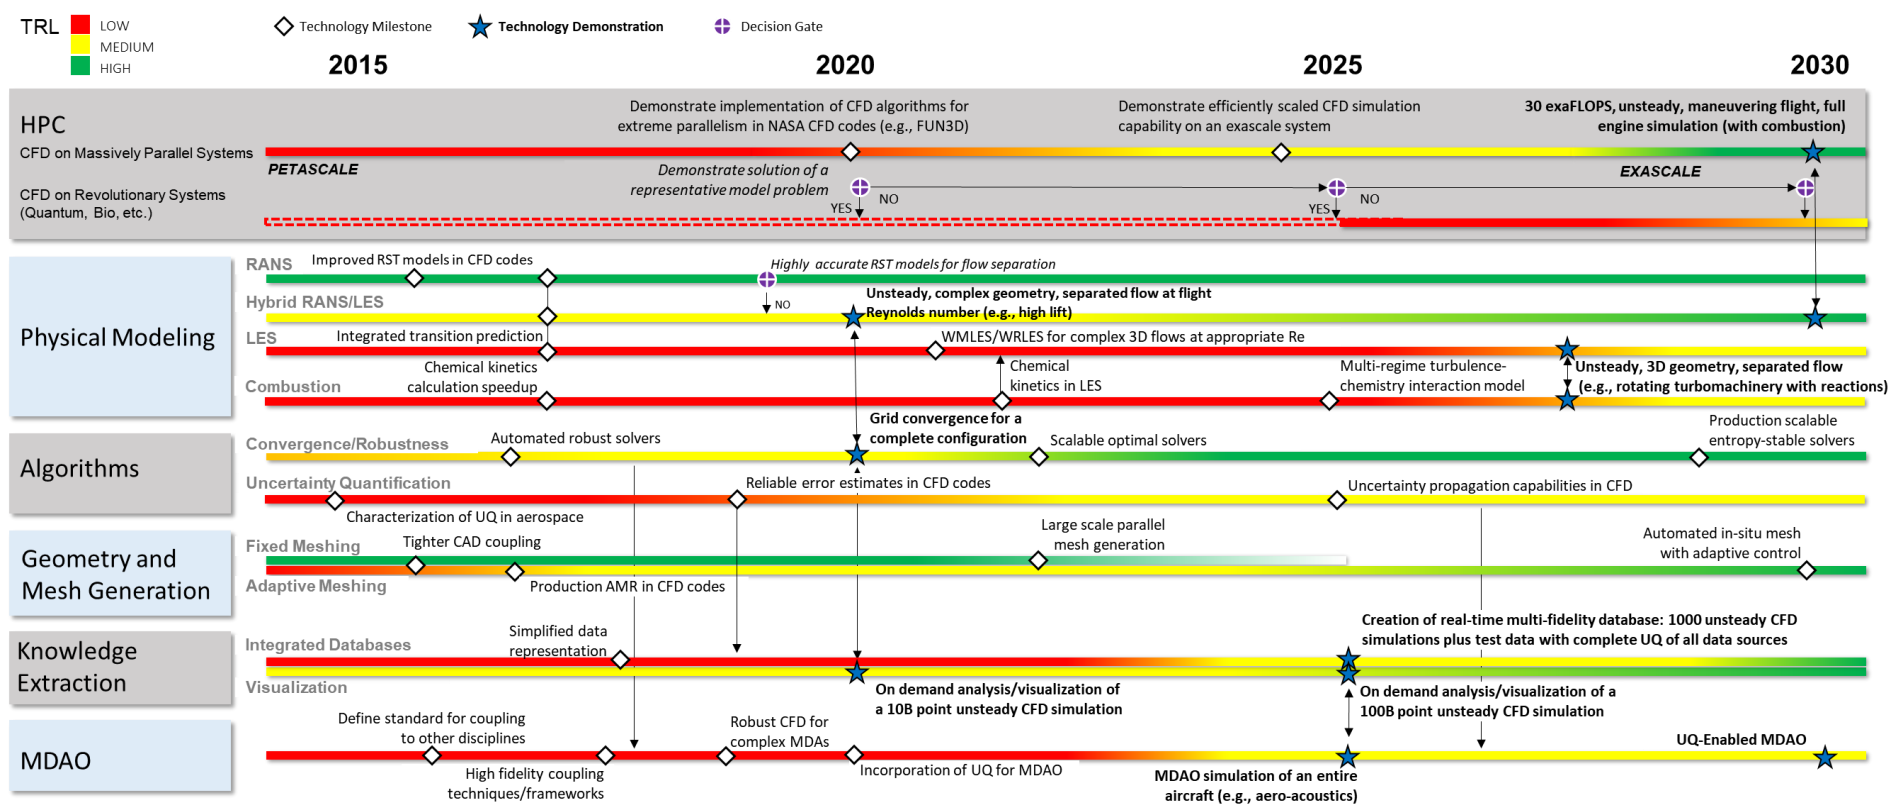 TRL
LOW
MEDIUM
HIGH
Technology Milestone
Technology Demonstration
Decision Gate
2015
2020
2025
2030
HPC
Demonstrate implementation of CFD algorithms for
extreme parallelism in NASA CFD codes (e.g., FUN3D)
Demonstrate efficiently scaled CFD simulation
capability on an exascale system
30 exaFLOPS, unsteady, maneuvering flight, full
engine simulation (with combustion)
CFD on Massively Parallel Systems
PETASCALE
Demonstrate solution of a
representative model problem
EXASCALE
CFD on Revolutionary Systems
(Quantum, Bio, etc.)
YES
NO
YES
NO
Physical Modeling
RANS
Improved RST models in CFD codes
Highly accurate RST models for flow separation
NO
Hybrid RANS/LES
Unsteady, complex geometry, separated flow at flight
Reynolds number (e.g., high lift)
LES
Integrated transition prediction
WMLES/WRLES for complex 3D flows at appropriate Re
Chemical kinetics
calculation speedup
Chemical
kinetics in LES
Multi-regime turbulence-
chemistry interaction model
Unsteady, 3D geometry, separated flow
(e.g., rotating turbomachinery with reactions)
Combustion
Grid convergence for a
complete configuration
Algorithms
Convergence/Robustness
Automated robust solvers
Scalable optimal solvers
Production scalable
entropy-stable solvers
Uncertainty Quantification
Reliable error estimates in CFD codes
Uncertainty propagation capabilities in CFD
Characterization of UQ in aerospace
Geometry and
Mesh Generation
Fixed Meshing
Tighter CAD coupling
Large scale parallel
mesh generation
Automated in-situ mesh
with adaptive control
Adaptive Meshing
Production AMR in CFD codes
Knowledge
Extraction
Integrated Databases
Simplified data
representation
Creation of real-time multi-fidelity database: 1000 unsteady CFD
simulations plus test data with complete UQ of all data sources
Visualization
On demand analysis/visualization of
a 10B point unsteady CFD simulation
On demand analysis/visualization of a
100B point unsteady CFD simulation
MDAO
Define standard for coupling
to other disciplines
Robust CFD for
complex MDAs
UQ-Enabled MDAO
High fidelity coupling
techniques/frameworks
Incorporation of UQ for MDAO
MDAO simulation of an entire
aircraft (e.g., aero-acoustics)